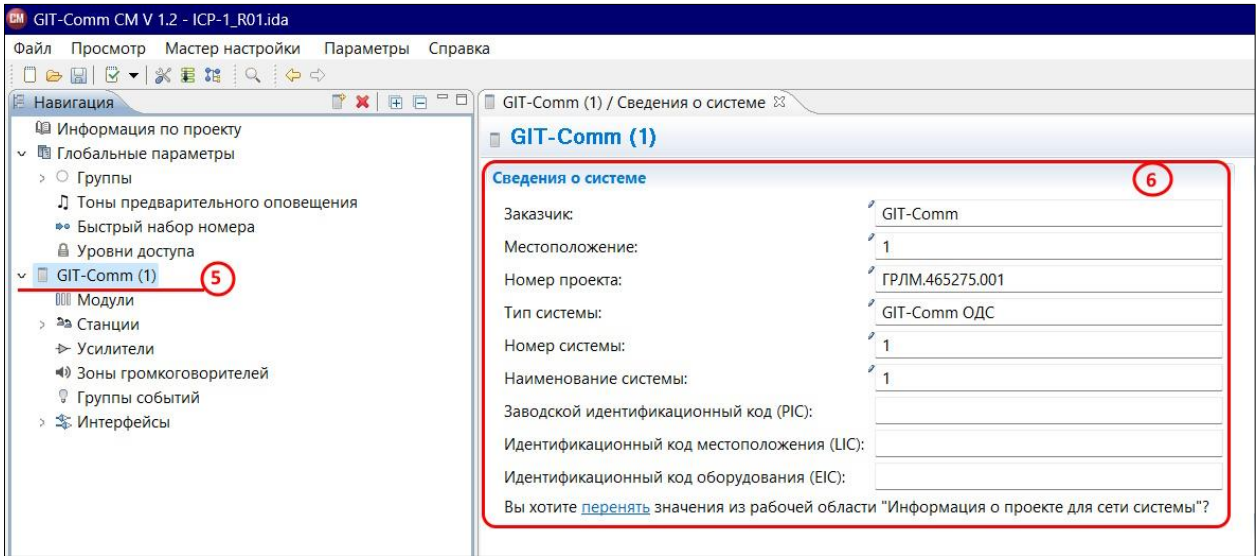 GIT-Comm CM V 1.2 - ICP-1_R01.ida
Файл Просмотр Мастер настройки Параметры Справка
Навигация
Информация по проекту
Глобальные параметры
Группы
Тоны предварительного оповещения
Быстрый набор номера
Уровни доступа
GIT-Comm (1)
5
Модули
Станции
Усилители
Зоны громкоговорителей
Группы событий
Интерфейсы
GIT-Comm (1) / Сведения о системе
GIT-Comm (1)
Сведения о системе
6
Заказчик: GIT-Comm
Местоположение: 1
Номер проекта: ГРЛМ.465275.001
Тип системы: GIT-Comm ОДС
Номер системы: 1
Наименование системы: 1
Заводской идентификационный код (PIC):
Идентификационный код местоположения (LIC):
Идентификационный код оборудования (EIC):
Вы хотите перенять значения из рабочей области "Информация о проекте для сети системы"?